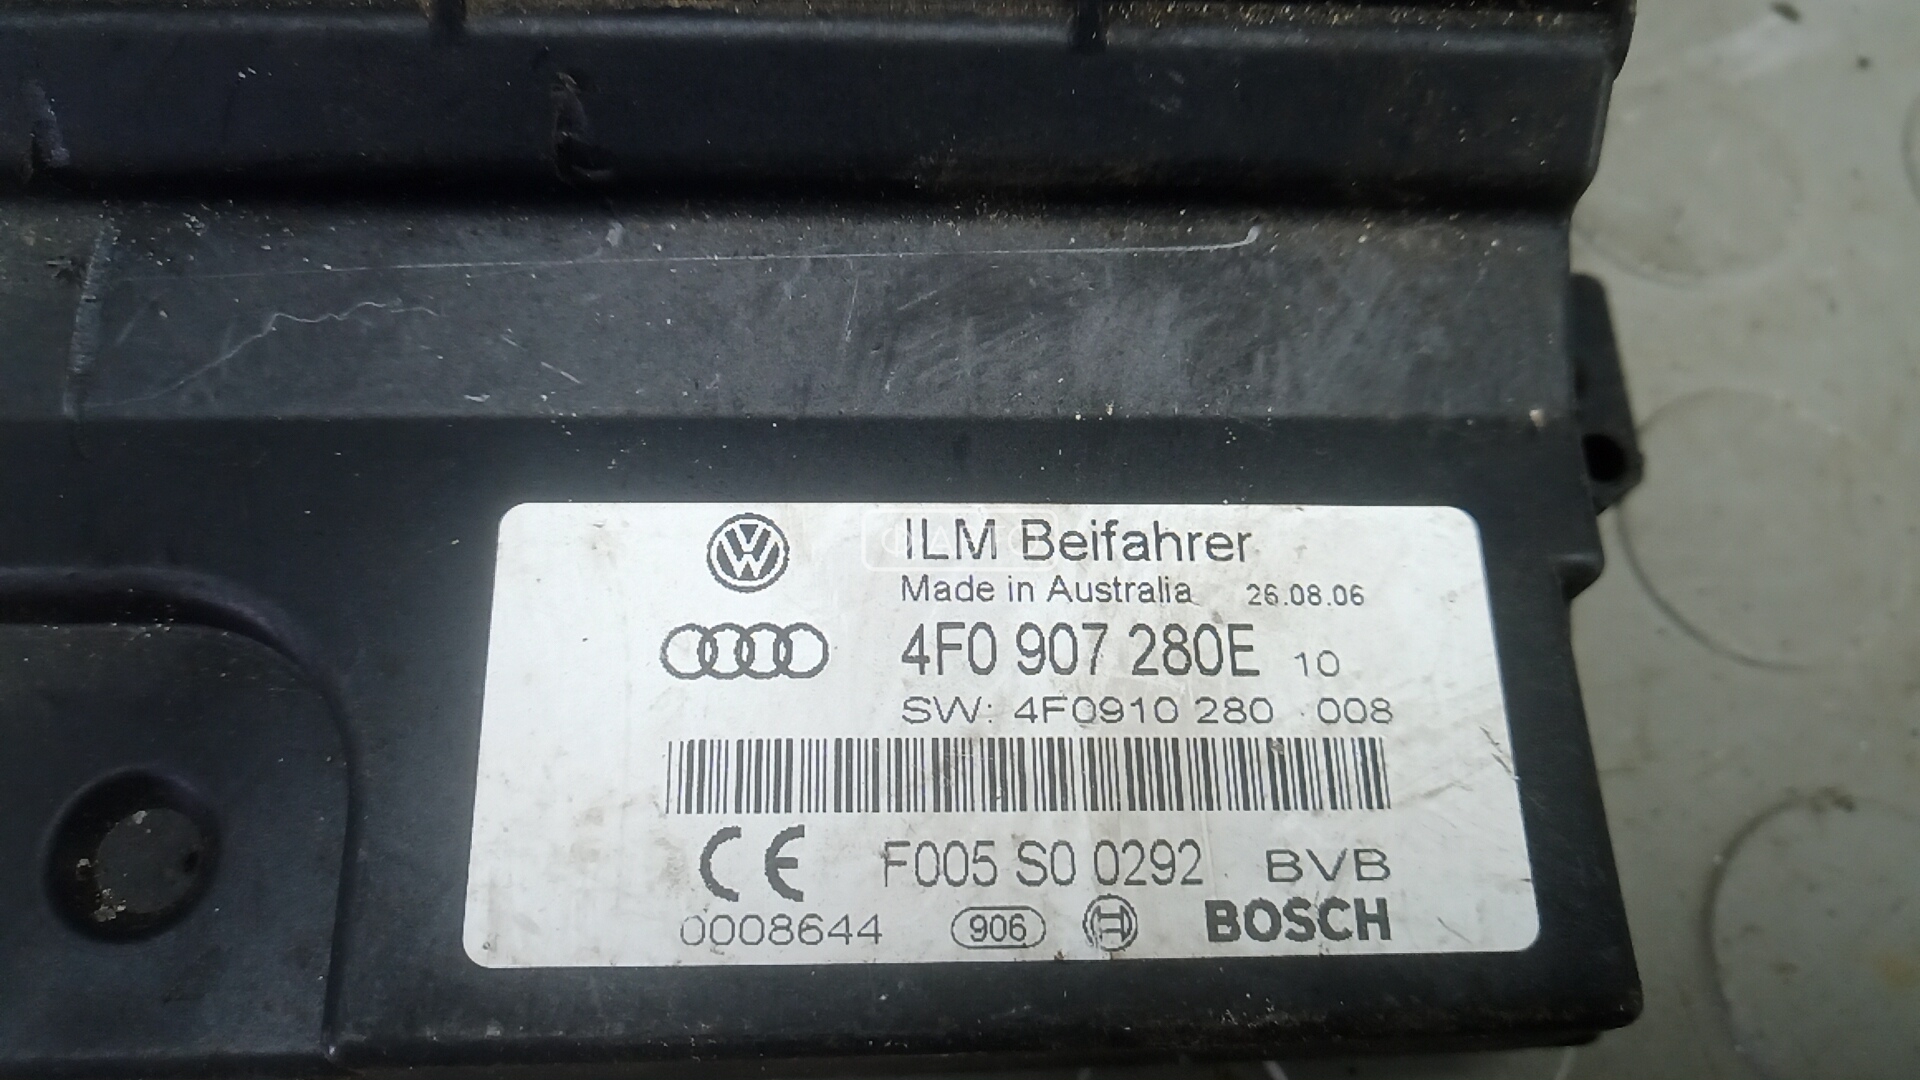 ILM Beifahrer
Made in Australia 26.08.06
4F0 907 280E 10
SW: 4F0910 280 008
CE F005 S0 0292 BVB
0008644 906 BOSCH